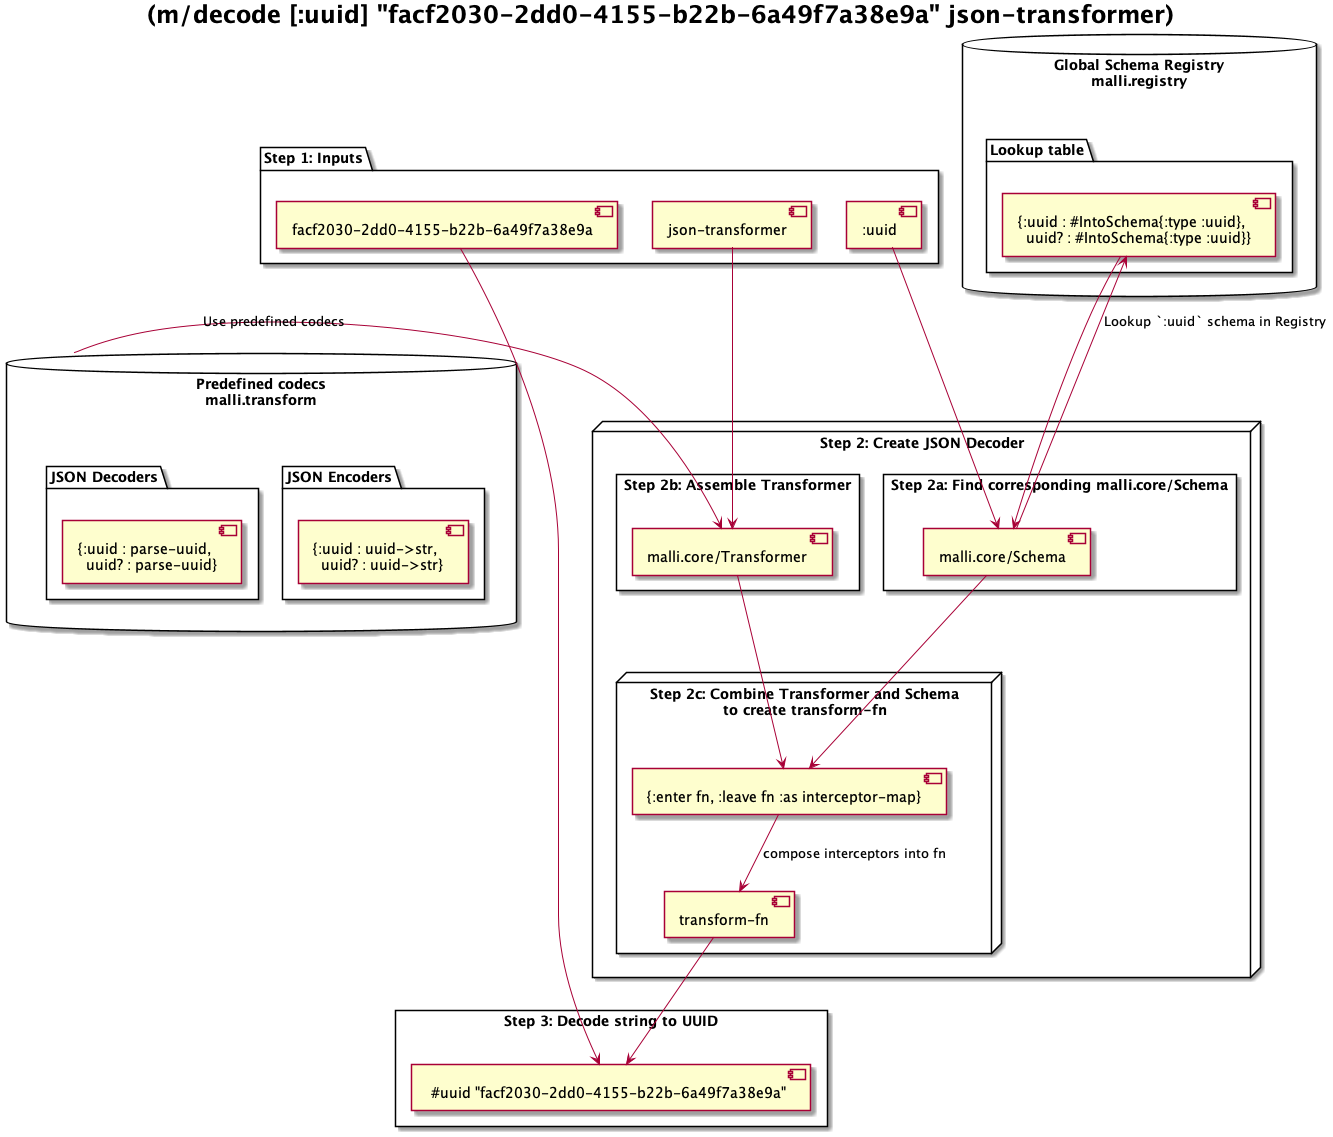 (m/decode [:uuid] "facf2030-2dd0-4155-b22b-6a49f7a38e9a" json-transformer)
Global Schema Registry
malli.registry
Lookup table
{:uuid : #IntoSchema{:type :uuid},
uuid? : #IntoSchema{:type :uuid}}
Step 1: Inputs
facf2030-2dd0-4155-b22b-6a49f7a38e9a
json-transformer
:uuid
Use predefined codecs
Lookup `:uuid` schema in Registry
Predefined codecs
malli.transform
JSON Decoders
{:uuid : parse-uuid,
uuid? : parse-uuid}
JSON Encoders
{:uuid : uuid->str,
uuid? : uuid->str}
Step 2: Create JSON Decoder
Step 2b: Assemble Transformer
malli.core/Transformer
Step 2a: Find corresponding malli.core/Schema
malli.core/Schema
Step 2c: Combine Transformer and Schema
to create transform-fn
{:enter fn, :leave fn :as interceptor-map}
compose interceptors into fn
transform-fn
Step 3: Decode string to UUID
#uuid "facf2030-2dd0-4155-b22b-6a49f7a38e9a"